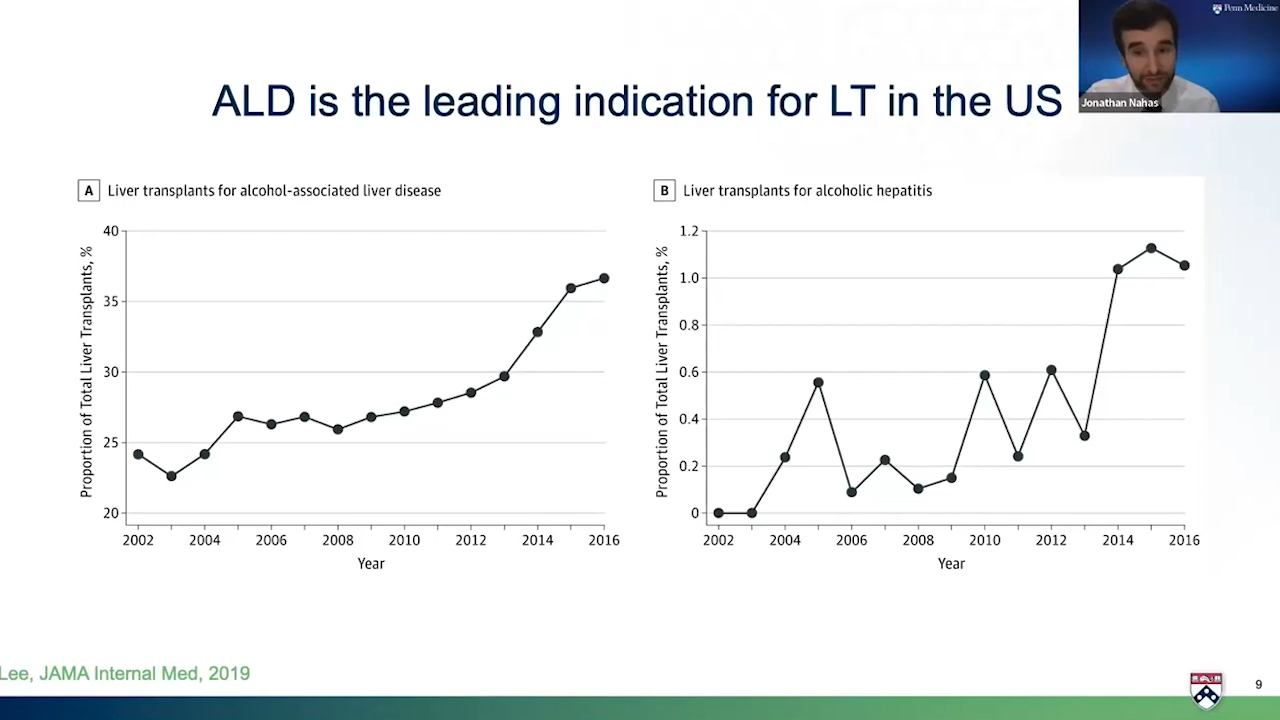 Penn Medicine
ALD is the leading indication for LT in the US
Jonathan Nahas
A Liver transplants for alcohol-associated liver disease
Proportion of Total Liver Transplants, %
40
35
30
25
20
2002 2004 2006 2008 2010 2012 2014 2016
Year
B Liver transplants for alcoholic hepatitis
Proportion of Total Liver Transplants, %
1.2
1.0
0.8
0.6
0.4
0.2
0
2002 2004 2006 2008 2010 2012 2014 2016
Year
Lee, JAMA Internal Med, 2019
9